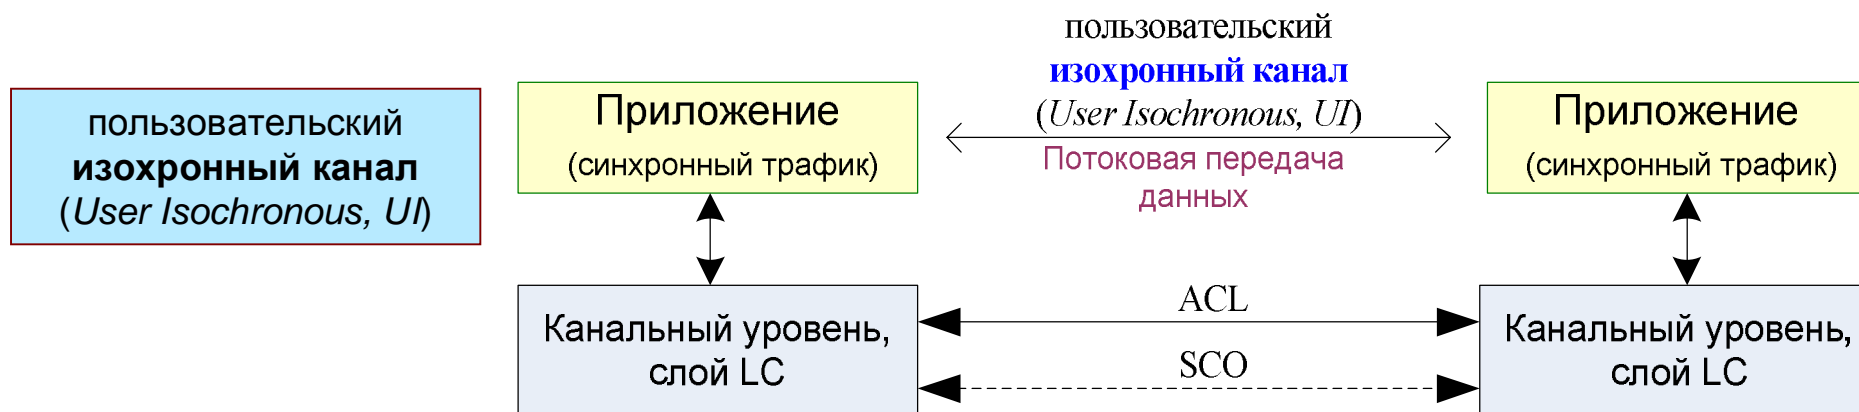 пользовательский
изохронный канал
(User Isochronous, UI)
Приложение
(синхронный трафик)
пользовательский
изохронный канал
(User Isochronous, UI)
Потоковая передача
данных
Приложение
(синхронный трафик)
Канальный уровень,
слой LC
ACL
SCO
Канальный уровень,
слой LC